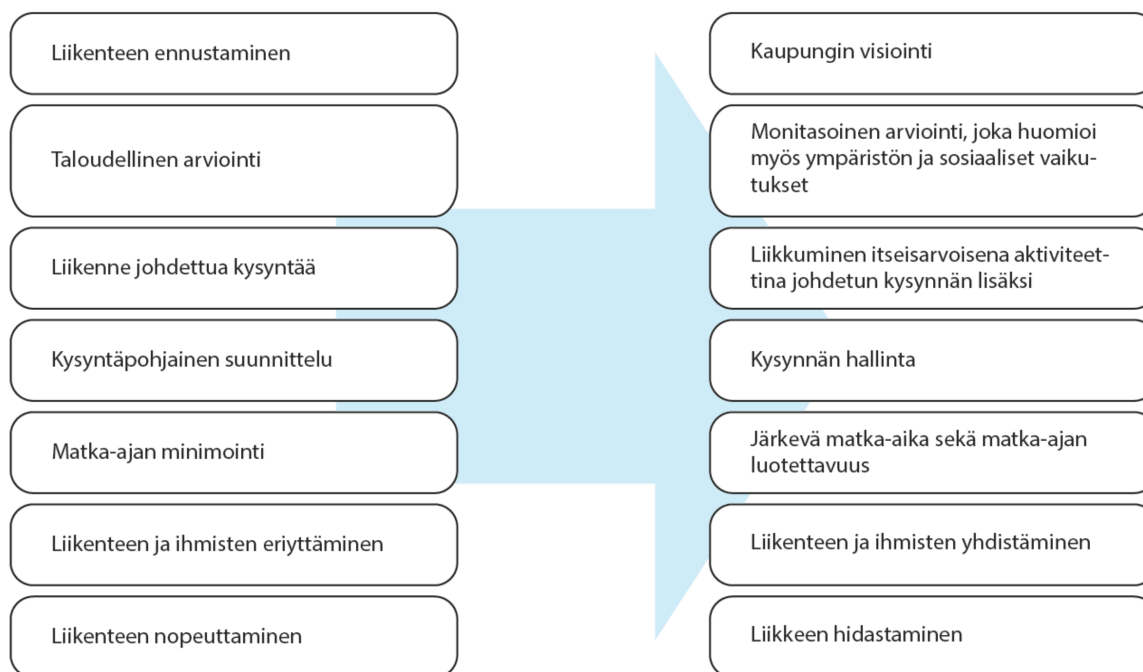 Liikenteen ennustaminen
Kaupungin visiointi
Taloudellinen arviointi
Monitasoinen arviointi, joka huomioi
myös ympäristön ja sosiaaliset vaiku-
tukset
Liikenne johdettua kysyntää
Liikkuminen itseisarvoisena aktiviteet-
tina johdetun kysynnän lisäksi
Kysyntäpohjainen suunnittelu
Kysynnän hallinta
Matka-ajan minimointi
Järkevä matka-aika sekä matka-ajan
luotettavuus
Liikenteen ja ihmisten eriyttäminen
Liikenteen ja ihmisten yhdistäminen
Liikenteen nopeuttaminen
Liikkeen hidastaminen